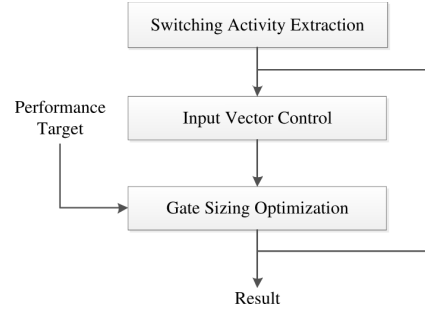 Switching Activity Extraction
Input Vector Control
Performance
Target
Gate Sizing Optimization
Result